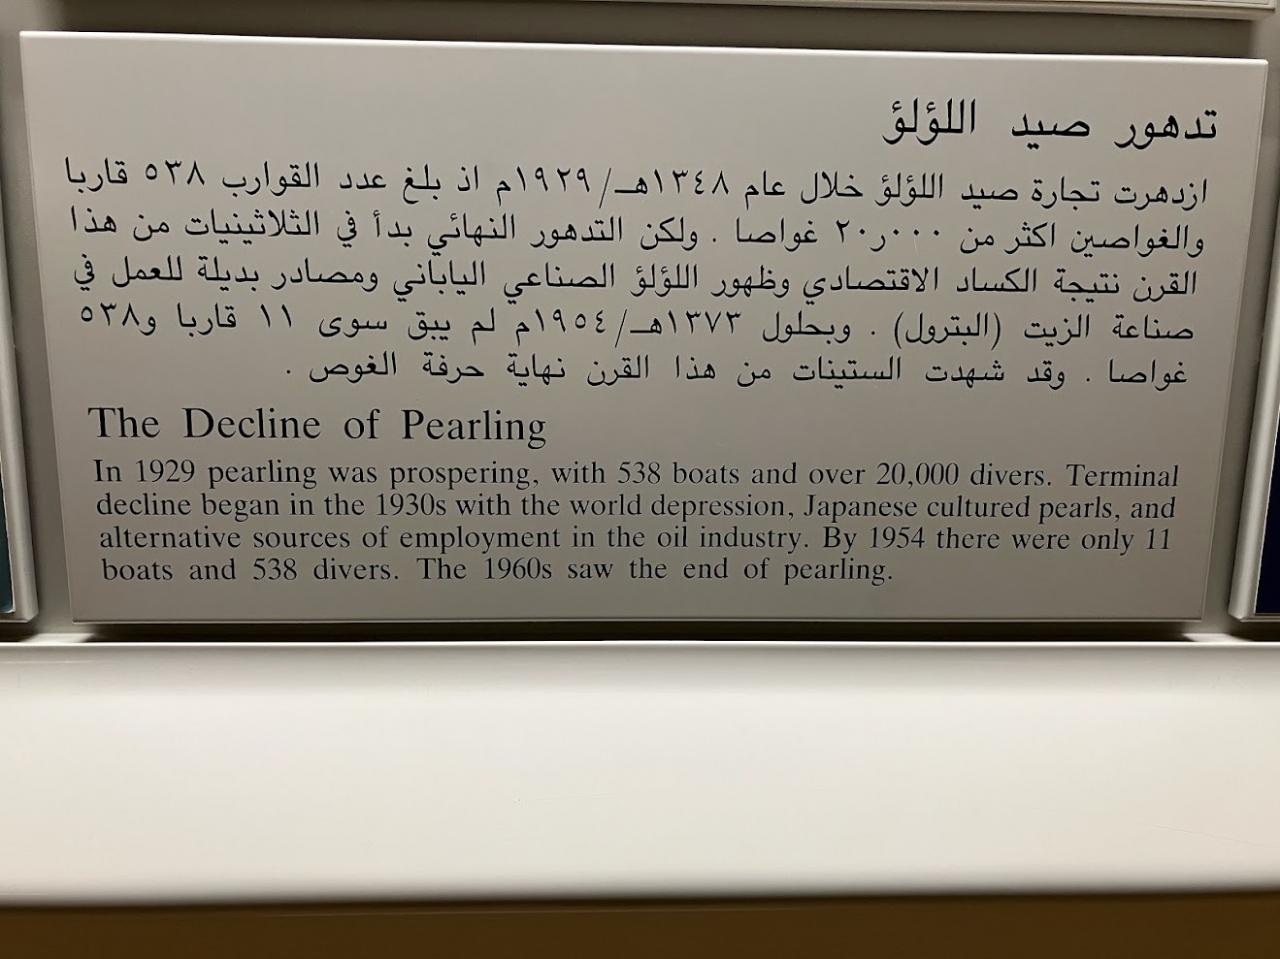 تدهور صيد اللؤلؤ
ازدهرت تجارة صيد اللؤلؤ خلال عام ١٣٤٨هـ/١٩٢٩م اذ بلغ عدد القوارب ٥٣٨ قاربا
والغواصين اكثر من ٢٠ر٠٠٠ غواصا . ولكن التدهور النهائي بدأ في الثلاثينيات من هذا
القرن نتيجة الكساد الاقتصادي وظهور اللؤلؤ الصناعي الياباني ومصادر بديلة للعمل في
صناعة الزيت (البترول) . وبحلول ١٣٧٣هـ/١٩٥٤م لم يبق سوى ١١ قاربا و٥٣٨
غواصا . وقد شهدت الستينات من هذا القرن نهاية حرفة الغوص .
The Decline of Pearling
In 1929 pearling was prospering, with 538 boats and over 20,000 divers. Terminal
decline began in the 1930s with the world depression, Japanese cultured pearls, and
alternative sources of employment in the oil industry. By 1954 there were only 11
boats and 538 divers. The 1960s saw the end of pearling.